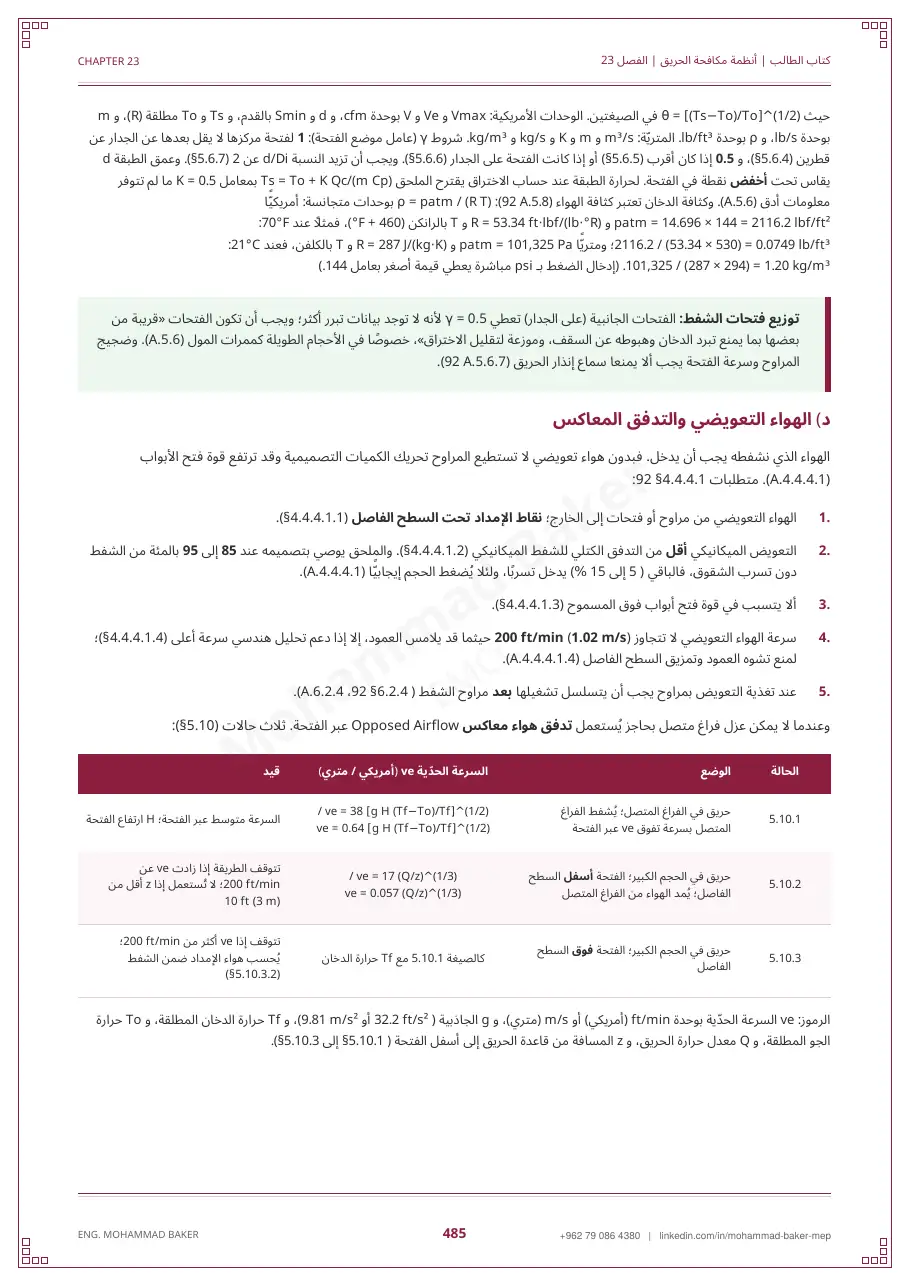 كتاب الطالب | أنظمة مكافحة الحريق | الفصل 23
CHAPTER 23
حيث θ = [(Ts−To)/To]^(1/2) في الصيغتين. الوحدات الأمريكية: Vmax و Ve و V بوحدة cfm، و d و Smin بالقدم، و Ts و To مطلقة (R)، و m
بوحدة lb/s، و ρ بوحدة lb/ft³. المتريّة: m³/s و m و K و kg/s و kg/m³. شروط γ (عامل موضع الفتحة): 1 لفتحة مركزها لا يقل بعدها عن الجدار عن
قطرين (5.6.4§)، و 0.5 إذا كان أقرب (5.6.5§) أو إذا كانت الفتحة على الجدار (5.6.6§). ويجب أن تزيد النسبة d/Di عن 2 (5.6.7§). وعمق الطبقة d
يقاس تحت أخفض نقطة في الفتحة. لحرارة الطبقة عند حساب الاختراق يقترح الملحق Ts = To + K Qc/(m Cp) بمعامل K = 0.5 ما لم تتوفر
معلومات أدق (A.5.6). وكثافة الدخان تعتبر كثافة الهواء (92 A.5.8): ρ = patm / (R T) بوحدات متجانسة: أمريكيًّا
patm = 14.696 × 144 = 2116.2 lbf/ft² و R = 53.34 ft·lbf/(lb·°R) و T بالرانكن (°F + 460)، فمثلًا عند 70°F:
2116.2 / (53.34 × 530) = 0.0749 lb/ft³؛ ومتريًّا patm = 101,325 Pa و R = 287 J/(kg·K) و T بالكلفن، فعند 21°C:
101,325 / (287 × 294) = 1.20 kg/m³. (إدخال الضغط بـ psi مباشرة يعطي قيمة أصغر بعامل 144.)
توزيع فتحات الشفط: الفتحات الجانبية (على الجدار) تعطي γ = 0.5 لأنه لا توجد بيانات تبرر أكثر؛ ويجب أن تكون الفتحات «قريبة من
بعضها بما يمنع تبرد الدخان وهبوطه عن السقف، وموزعة لتقليل الاختراق»، خصوصًا في الأحجام الطويلة كممرات المول (A.5.6). وضجيج
المراوح وسرعة الفتحة يجب ألا يمنعا سماع إنذار الحريق (92 A.5.6.7).
د) الهواء التعويضي والتدفق المعاكس
الهواء الذي نشفطه يجب أن يدخل. فبدون هواء تعويضي لا تستطيع المراوح تحريك الكميات التصميمية وقد ترتفع قوة فتح الأبواب
(A.4.4.4.1). متطلبات 4.4.4.1§ 92:
1. الهواء التعويضي من مراوح أو فتحات إلى الخارج؛ نقاط الإمداد تحت السطح الفاصل (4.4.4.1.1§).
2. التعويض الميكانيكي أقل من التدفق الكتلي للشفط الميكانيكي (4.4.4.1.2§). والملحق يوصي بتصميمه عند 85 إلى 95 بالمئة من الشفط
دون تسرب الشقوق، فالباقي ( 5 إلى 15 %) يدخل تسربًا، ولئلا يُضغط الحجم إيجابيًّا (A.4.4.4.1).
3. ألا يتسبب في قوة فتح أبواب فوق المسموح (4.4.4.1.3§).
4. سرعة الهواء التعويضي لا تتجاوز 200 ft/min (1.02 m/s) حيثما قد يلامس العمود، إلا إذا دعم تحليل هندسي سرعة أعلى (4.4.4.1.4§)؛
لمنع تشوه العمود وتمزيق السطح الفاصل (A.4.4.4.1.4).
5. عند تغذية التعويض بمراوح يجب أن يتسلسل تشغيلها بعد مراوح الشفط ( 6.2.4§ 92، A.6.2.4).
وعندما لا يمكن عزل فراغ متصل بحاجز يُستعمل تدفق هواء معاكس Opposed Airflow عبر الفتحة. ثلاث حالات (5.10§):
الحالة | الوضع | السرعة الحدّية ve (أمريكي / متري) | قيد
5.10.1 | حريق في الفراغ المتصل؛ يُشفط الفراغ
المتصل بسرعة تفوق ve عبر الفتحة | ve = 38 [g H (Tf−To)/Tf]^(1/2) /
ve = 0.64 [g H (Tf−To)/Tf]^(1/2) | السرعة متوسط عبر الفتحة؛ H ارتفاع الفتحة
5.10.2 | حريق في الحجم الكبير؛ الفتحة أسفل السطح
الفاصل؛ يُمد الهواء من الفراغ المتصل | ve = 17 (Q/z)^(1/3) /
ve = 0.057 (Q/z)^(1/3) | تتوقف الطريقة إذا زادت ve عن
200 ft/min؛ لا تُستعمل إذا z أقل من
10 ft (3 m)
5.10.3 | حريق في الحجم الكبير؛ الفتحة فوق السطح
الفاصل | كالصيغة 5.10.1 مع Tf حرارة الدخان | تتوقف إذا ve أكثر من 200 ft/min؛
يُحسب هواء الإمداد ضمن الشفط
(5.10.3.2§)
الرموز: ve السرعة الحدّية بوحدة ft/min (أمريكي) أو m/s (متري)، و g الجاذبية ( 32.2 ft/s² أو 9.81 m/s²)، و Tf حرارة الدخان المطلقة، و To حرارة
الجو المطلقة، و Q معدل حرارة الحريق، و z المسافة من قاعدة الحريق إلى أسفل الفتحة ( 5.10.1§ إلى 5.10.3§).
ENG. MOHAMMAD BAKER
485
+962 79 086 4380 | linkedin.com/in/mohammad-baker-mep
Mohammad Baker